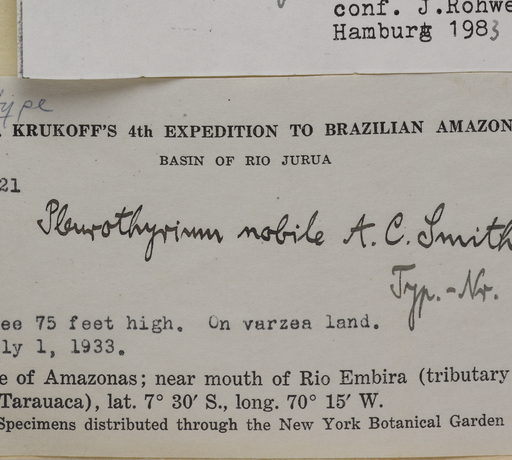 conf. J.Rohwe
Hamburg 1983
type
. KRUKOFF'S 4th EXPEDITION TO BRAZILIAN AMAZON
BASIN OF RIO JURUA
21
Pleurothyrium nobile A. C. Smith
Typ.-Nr.
ee 75 feet high. On varzea land.
ly 1, 1933.
e of Amazonas; near mouth of Rio Embira (tributary
Tarauaca), lat. 7° 30′ S., long. 70° 15′ W.
Specimens distributed through the New York Botanical Garden